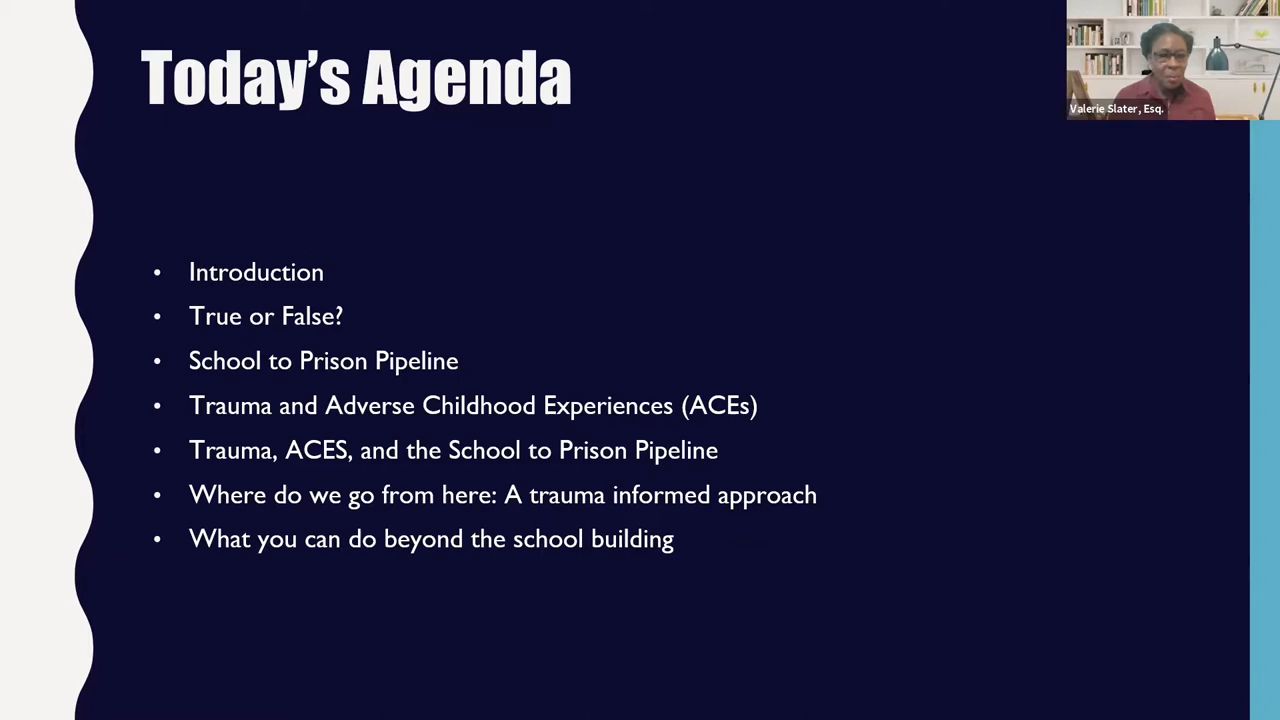 Today's Agenda
Valerie Slater, Esq.
• Introduction
• True or False?
• School to Prison Pipeline
• Trauma and Adverse Childhood Experiences (ACEs)
• Trauma, ACES, and the School to Prison Pipeline
• Where do we go from here: A trauma informed approach
• What you can do beyond the school building